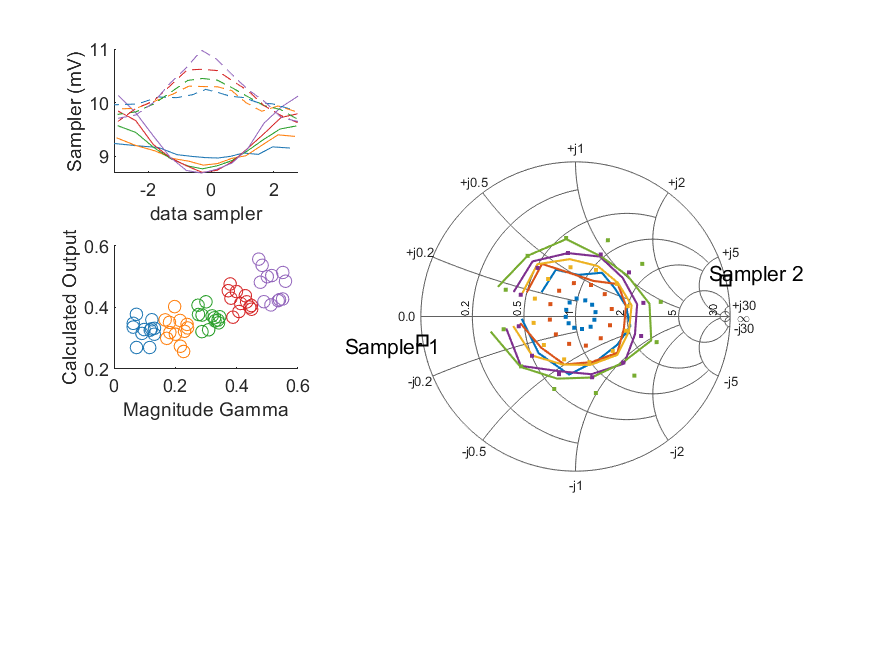 11
10
9
Sampler (mV)
-2
0
2
data sampler
0.6
0.4
0.2
Calculated Output
0
0.2
0.4
0.6
Magnitude Gamma
+j1
+j0.5
+j2
+j0.2
+j5
Sampler 2
0.0
0.2
0.5
1
2
5
30
+j30
∞
-j30
Sampler 1
-j0.2
-j5
-j0.5
-j2
-j1